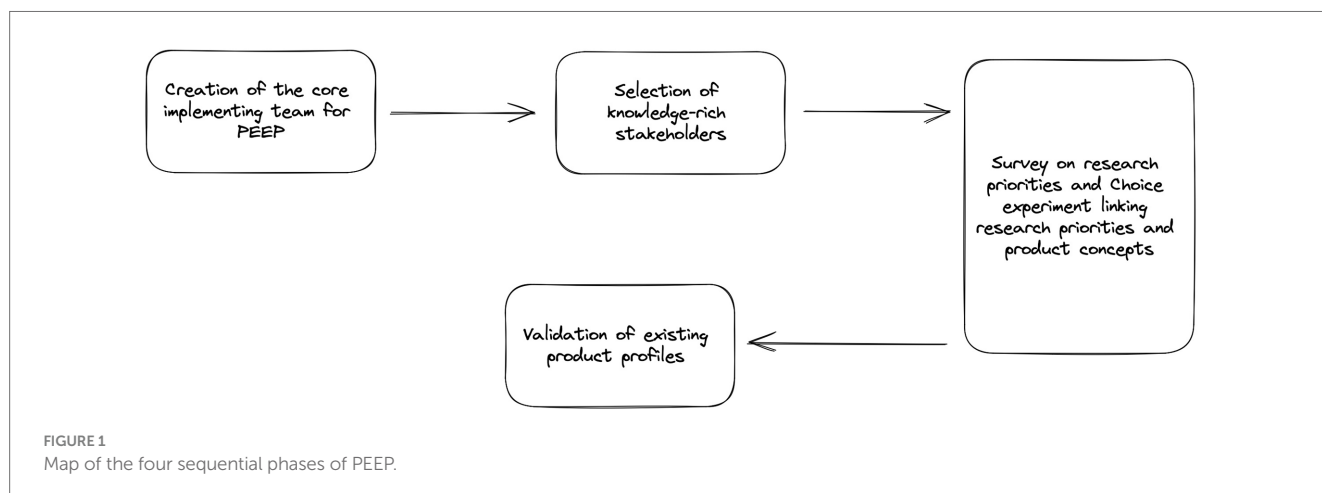 Creation of the core
implementing team for
PEEP
Selection of
knowledge-rich
stakeholders
Survey on research
priorities and Choice
experiment linking
research priorities and
product concepts
Validation of existing
product profiles
FIGURE 1
Map of the four sequential phases of PEEP.